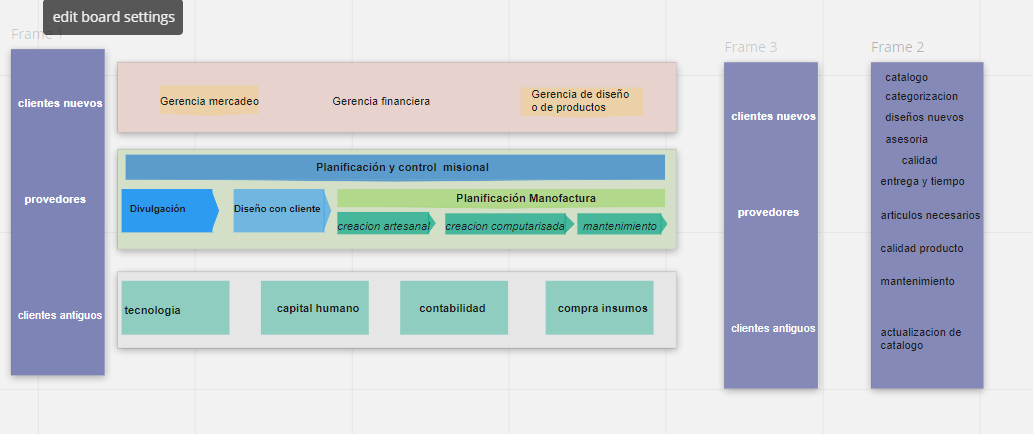 edit board settings
Frame 1
Frame 3
Frame 2
clientes nuevos
provedores
clientes antiguos
Gerencia mercadeo
Gerencia financiera
Gerencia de diseño
o de productos
Planificación y control misional
Divulgación
Diseño con cliente
Planificación Manofactura
creacion artesanal
creacion computarisada
mantenimiento
tecnologia
capital humano
contabilidad
compra insumos
clientes nuevos
provedores
clientes antiguos
catalogo
categorizacion
diseños nuevos
asesoria
calidad
entrega y tiempo
articulos necesarios
calidad producto
mantenimiento
actualizacion de
catalogo